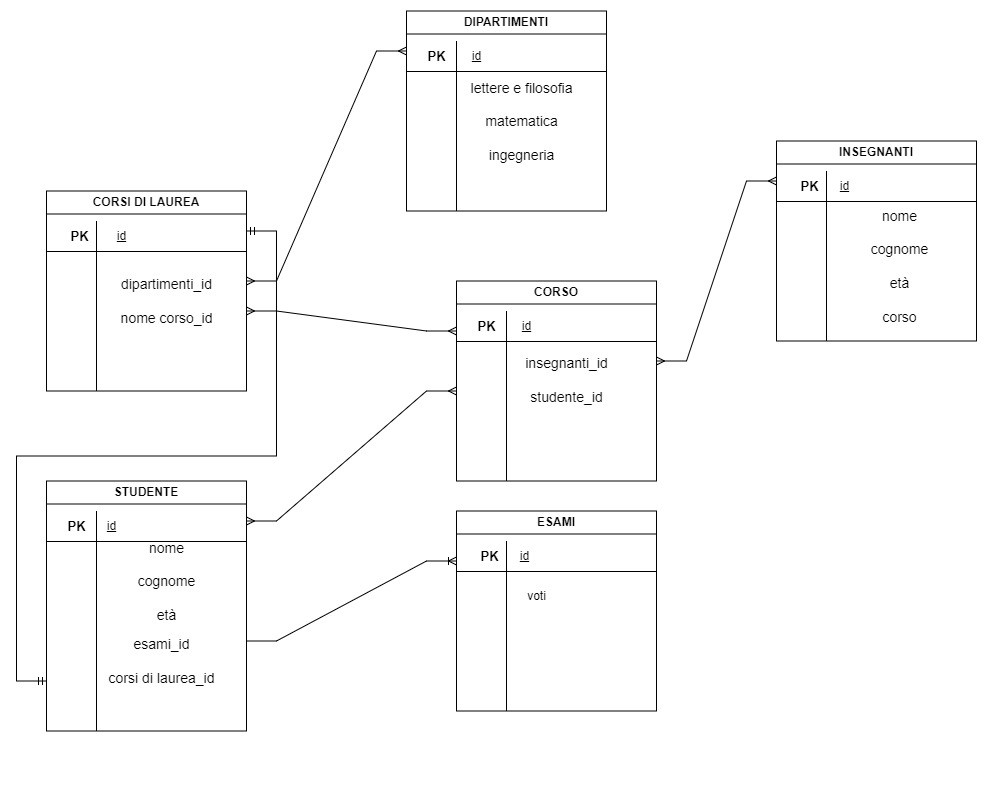 DIPARTIMENTI
PK id
lettere e filosofia
matematica
ingegneria
INSEGNANTI
PK id
nome
cognome
età
corso
CORSI DI LAUREA
PK id
dipartimenti_id
nome corso_id
CORSO
PK id
insegnanti_id
studente_id
STUDENTE
PK id
nome
cognome
età
esami_id
corsi di laurea_id
ESAMI
PK id
voti